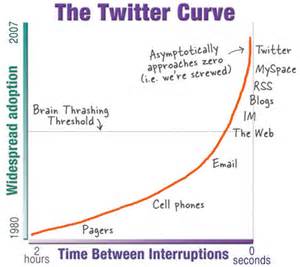 The Twitter Curve
2007
Widespread adoption
1980
Asymptotically
approaches zero
(i.e. we're screwed)
Twitter
MySpace
RSS
Blogs
IM
The Web
Brain Thrashing
Threshold
Email
Cell phones
Pagers
2
hours
Time Between Interruptions
0
seconds